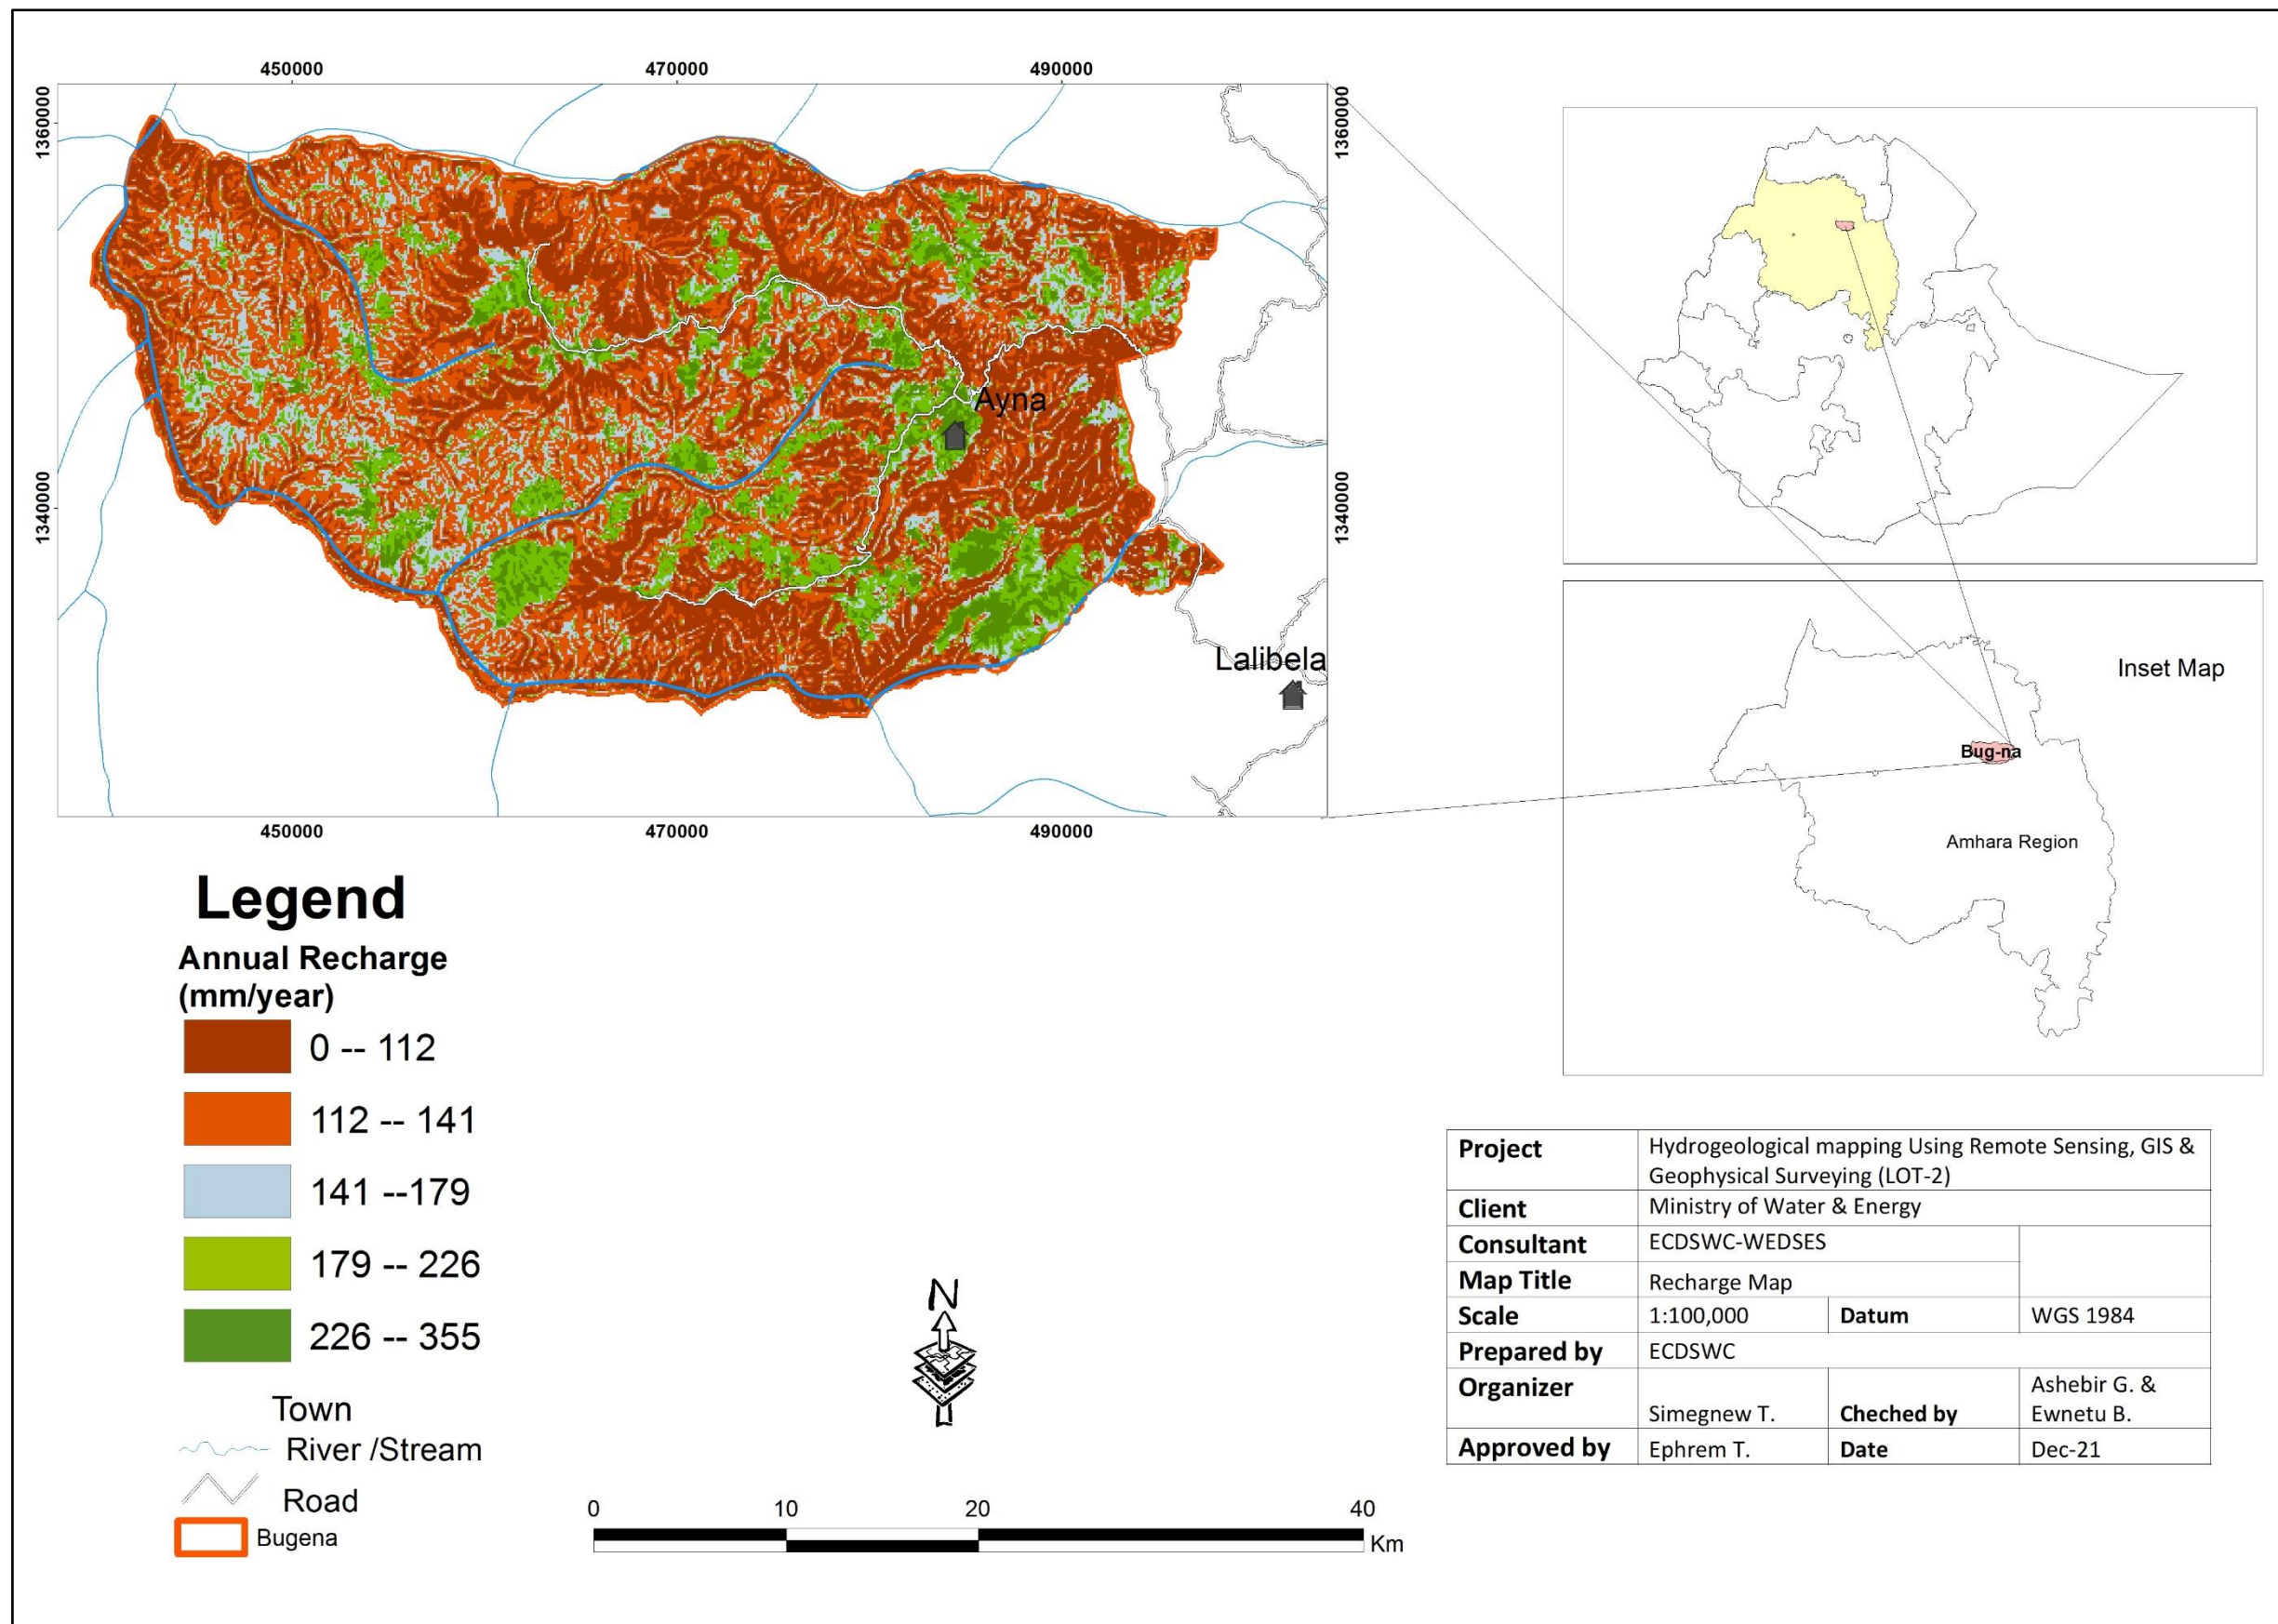 450000 470000 490000
1360000
1360000
1340000
1340000
Ayna
Lalibela
450000 470000 490000
Inset Map
Bug-na
Amhara Region
Legend
Annual Recharge
(mm/year)
0 -- 112
112 -- 141
141 --179
179 -- 226
226 -- 355
Town
River /Stream
Road
Bugena
N
0 10 20 40
Km
Project Hydrogeological mapping Using Remote Sensing, GIS &
Geophysical Surveying (LOT-2)
Client Ministry of Water & Energy
Consultant ECDSWC-WEDSES
Map Title Recharge Map
Scale 1:100,000 Datum WGS 1984
Prepared by ECDSWC
Organizer Simegnew T. Cheched by Ashebir G. &
Ewnetu B.
Approved by Ephrem T. Date Dec-21